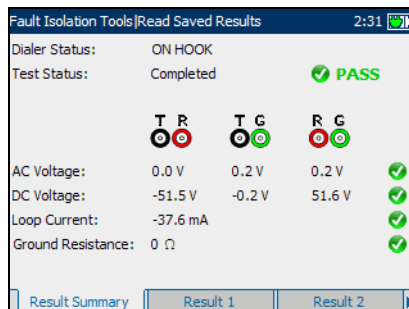 Fault Isolation Tools|Read Saved Results 2:31
Dialer Status: ON HOOK
Test Status: Completed PASS
T R T G R G
AC Voltage: 0.0 V 0.2 V 0.2 V
DC Voltage: -51.5 V -0.2 V 51.6 V
Loop Current: -37.6 mA
Ground Resistance: 0 Ω
Result Summary Result 1 Result 2